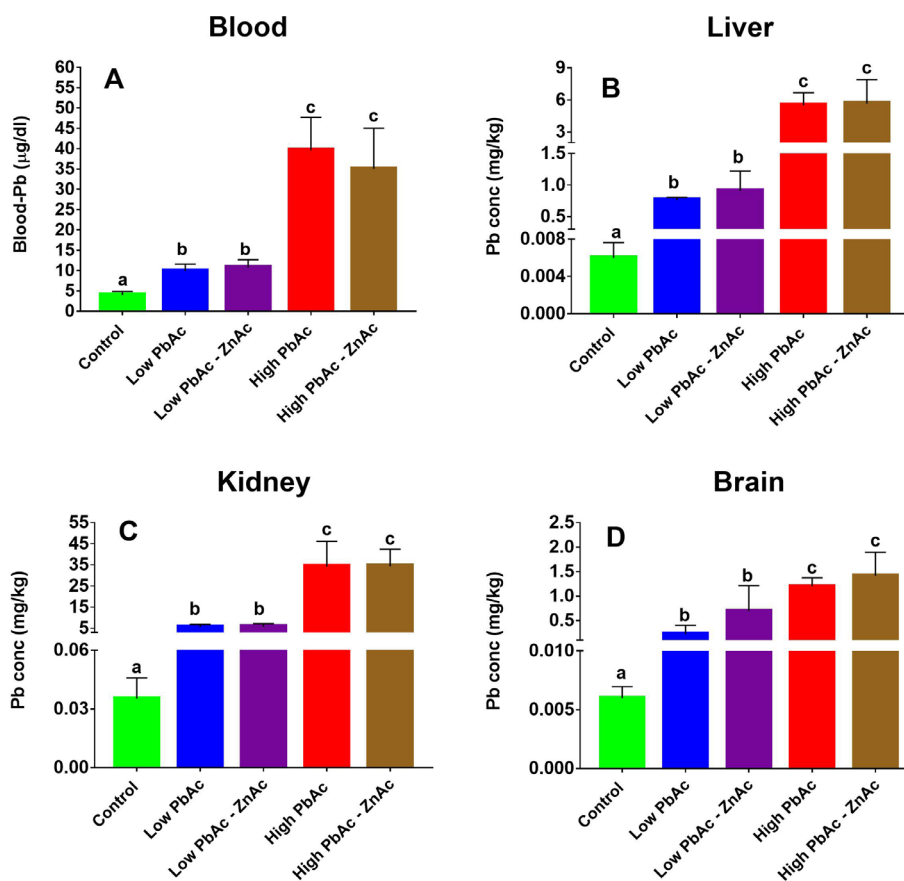 Blood
A
Blood-Pb (μg/dl)
60
55
50
45
40
35
30
25
20
15
10
5
0
a
b
b
c
c
Control
Low PbAc
Low PbAc - ZnAc
High PbAc
High PbAc - ZnAc
Liver
B
Pb conc (mg/kg)
9
6
3
1.5
1.0
0.5
0.008
0.004
0.000
a
b
b
c
c
Control
Low PbAc
Low PbAc - ZnAc
High PbAc
High PbAc - ZnAc
Kidney
C
Pb conc (mg/kg)
55
45
35
25
15
5
0.06
0.03
0.00
a
b
b
c
c
Control
Low PbAc
Low PbAc - ZnAc
High PbAc
High PbAc - ZnAc
Brain
D
Pb conc (mg/kg)
2.5
2.0
1.5
1.0
0.5
0.010
0.005
0.000
a
b
b
c
c
Control
Low PbAc
Low PbAc - ZnAc
High PbAc
High PbAc - ZnAc